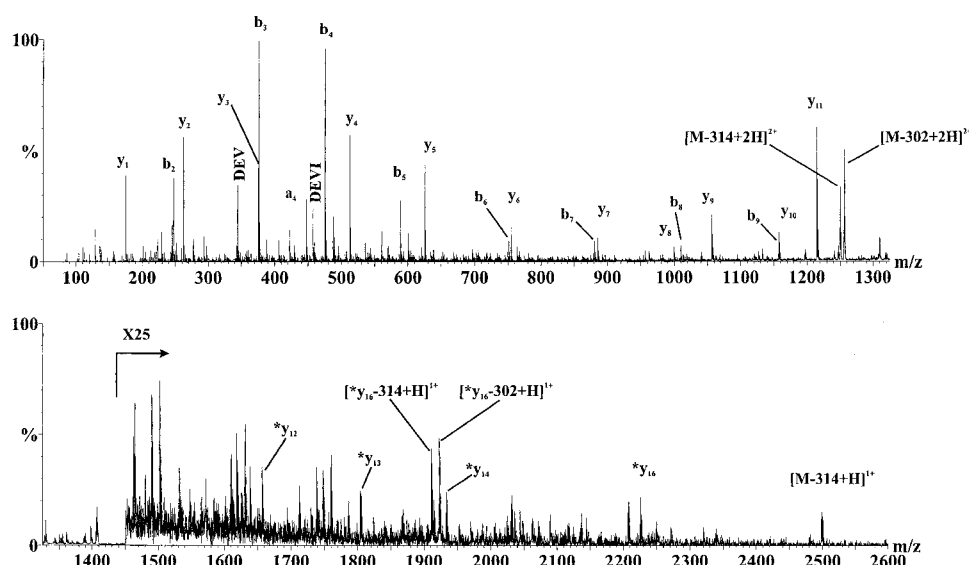 100
%
0
y1
b2
y2
DEV
y3
b3
a4
DEVI
b4
y4
b5
y5
b6
y6
b7
y7
y8
b8
y9
b9
y10
y11
[M-314+2H]2+
[M-302+2H]2+
100 200 300 400 500 600 700 800 900 1000 1100 1200 1300 m/z
100
%
0
X25
*y12
*y13
[*y16-314+H]1+
[*y16-302+H]1+
*y14
*y16
[M-314+H]1+
1400 1500 1600 1700 1800 1900 2000 2100 2200 2300 2400 2500 2600 m/z